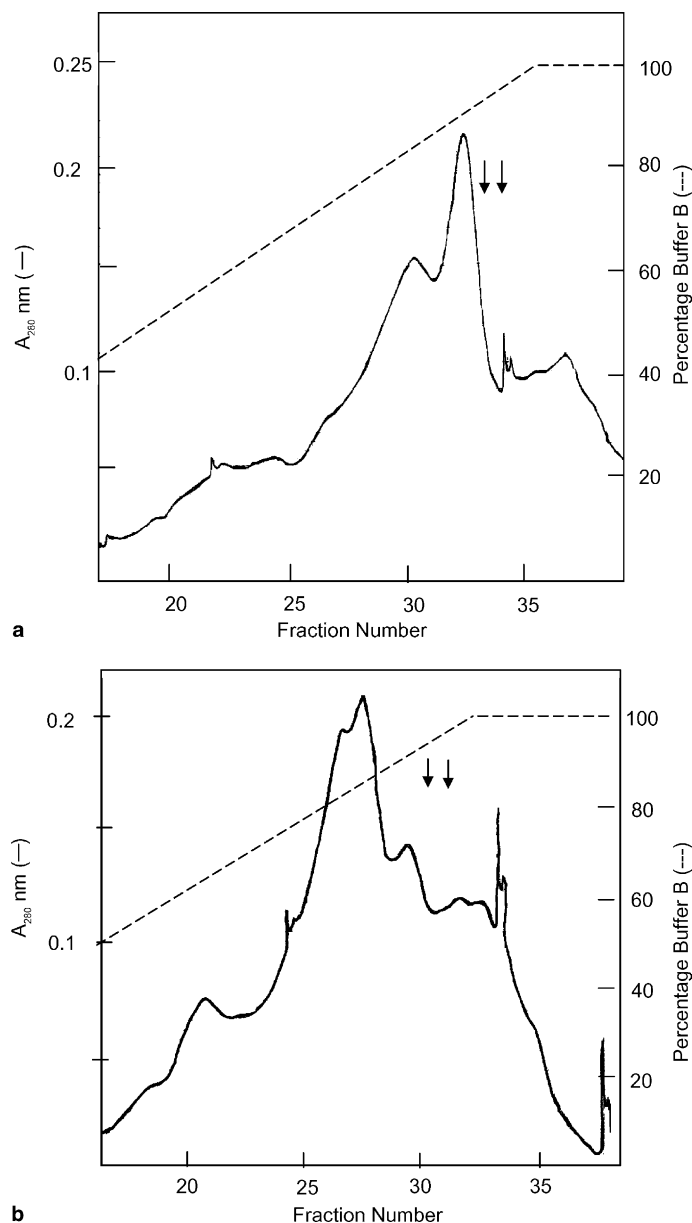 0.25
0.2
0.1
A280 nm (—)
100
80
60
40
20
Percentage Buffer B (---)
20 25 30 35
Fraction Number
a
0.2
0.1
A280 nm (—)
100
80
60
40
20
Percentage Buffer B (---)
20 25 30 35
Fraction Number
b